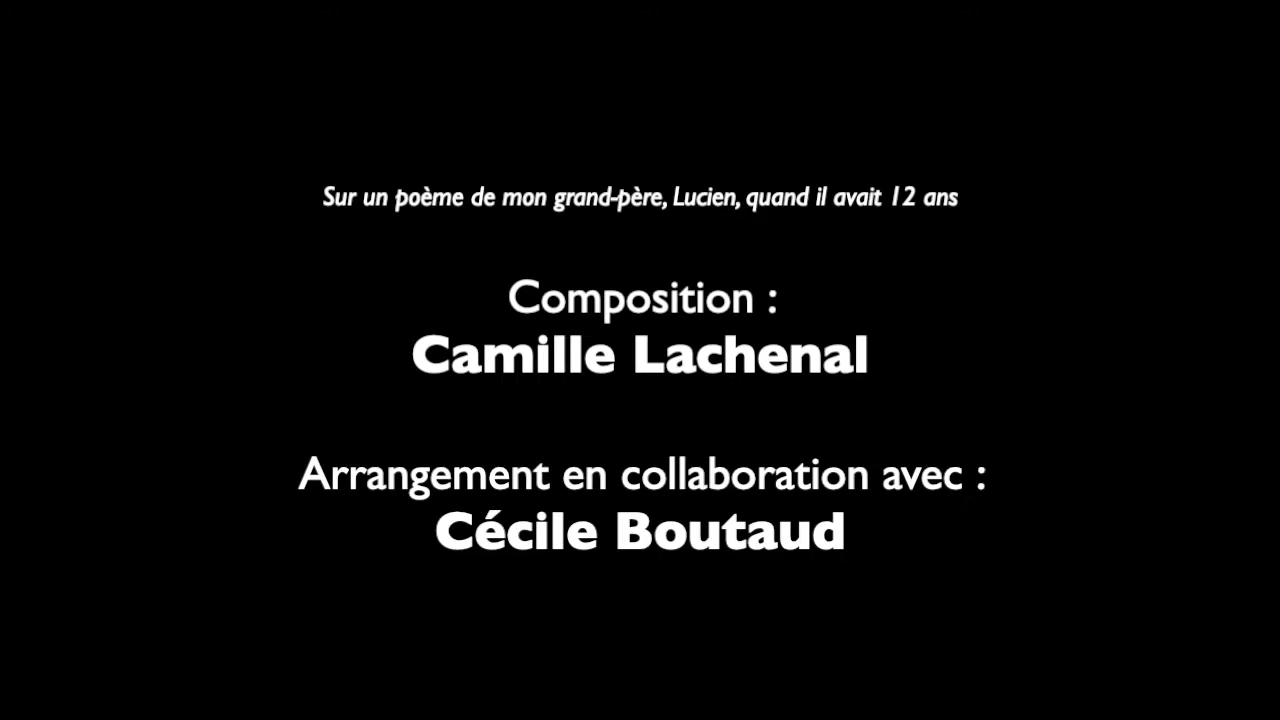 Sur un poème de mon grand-père, Lucien, quand il avait 12 ans
Composition :
Camille Lachenal
Arrangement en collaboration avec :
Cécile Boutaud